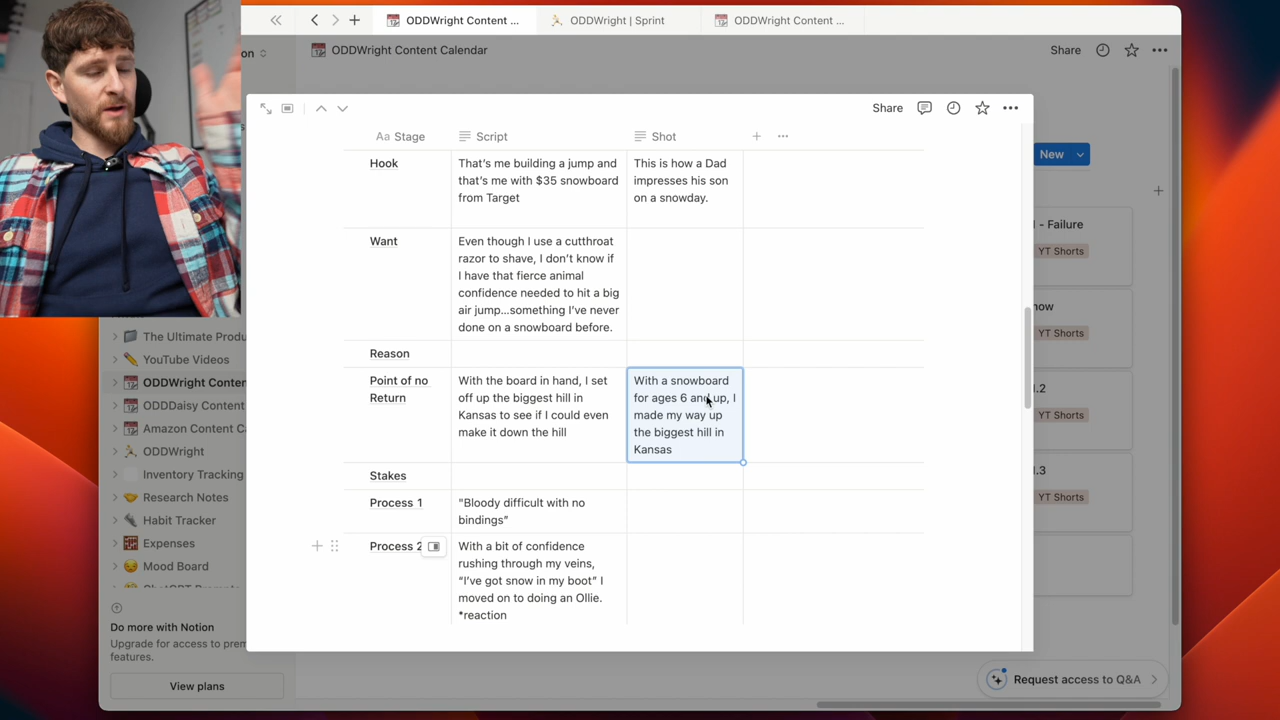 ODDWright Content ...
ODDWright | Sprint
ODDWright Content ...
on
ODDWright Content Calendar
Share
Share
Aa Stage
Script
Shot
New
Hook
That's me building a jump and
that's me with $35 snowboard
from Target
This is how a Dad
impresses his son
on a snowday.
Want
Even though I use a cutthroat
razor to shave, I don't know if
I have that fierce animal
confidence needed to hit a big
air jump...something I've never
done on a snowboard before.
Reason
Point of no
Return
With the board in hand, I set
off up the biggest hill in
Kansas to see if I could even
make it down the hill
With a snowboard
for ages 6 and up, I
made my way up
the biggest hill in
Kansas
Stakes
Process 1
"Bloody difficult with no
bindings"
Process 2
With a bit of confidence
rushing through my veins,
"I've got snow in my boot" I
moved on to doing an Ollie.
*reaction
- Failure
YT Shorts
now
YT Shorts
.2
YT Shorts
.3
YT Shorts
The Ultimate Produ
YouTube Videos
ODDWright Conten
ODDDaisy Content
Amazon Content C
ODDWright
Inventory Tracking
Research Notes
Habit Tracker
Expenses
Mood Board
Do more with Notion
Upgrade for access to prem
features.
View plans
Request access to Q&A